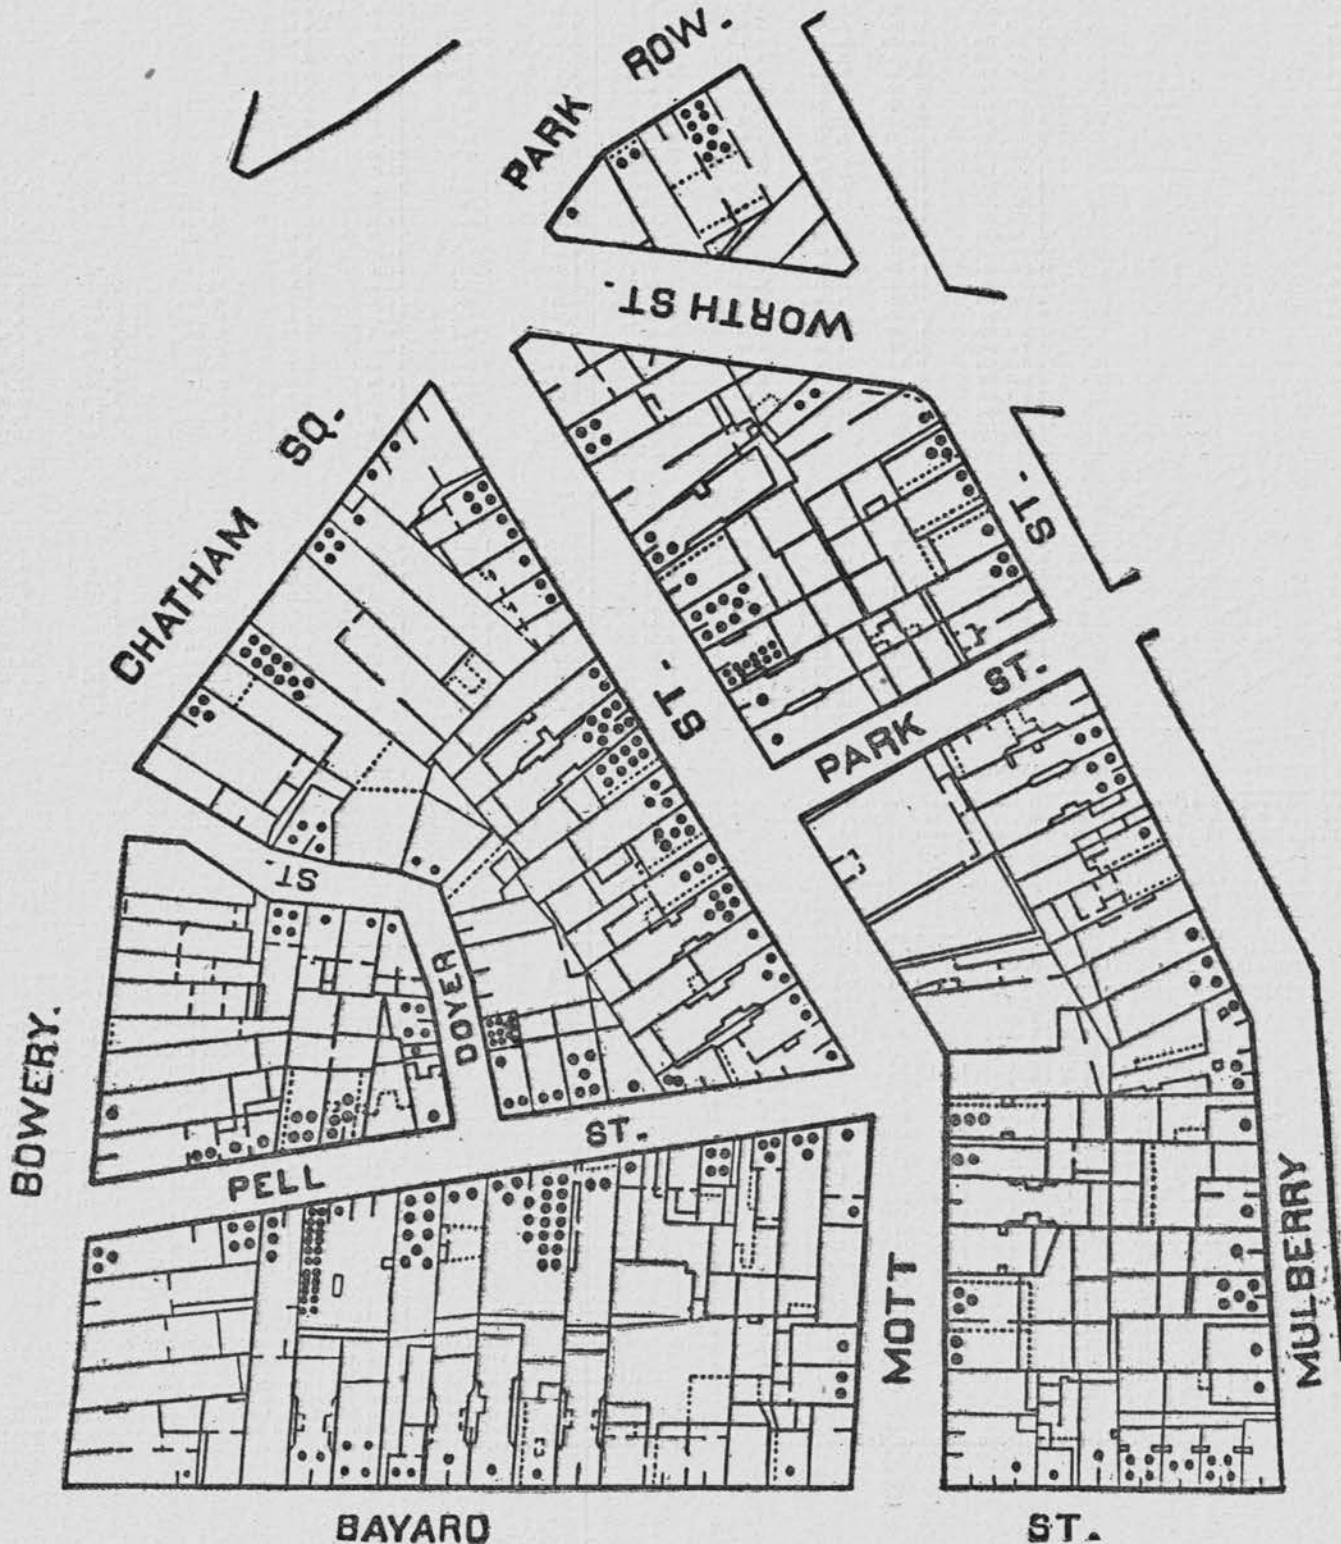 PARK ROW.
WORTH ST.
CHATHAM SQ.
ST.
ST.
PARK ST.
ST.
DOYER
BOWERY.
PELL ST.
MOTT
MULBERRY
BAYARD ST.